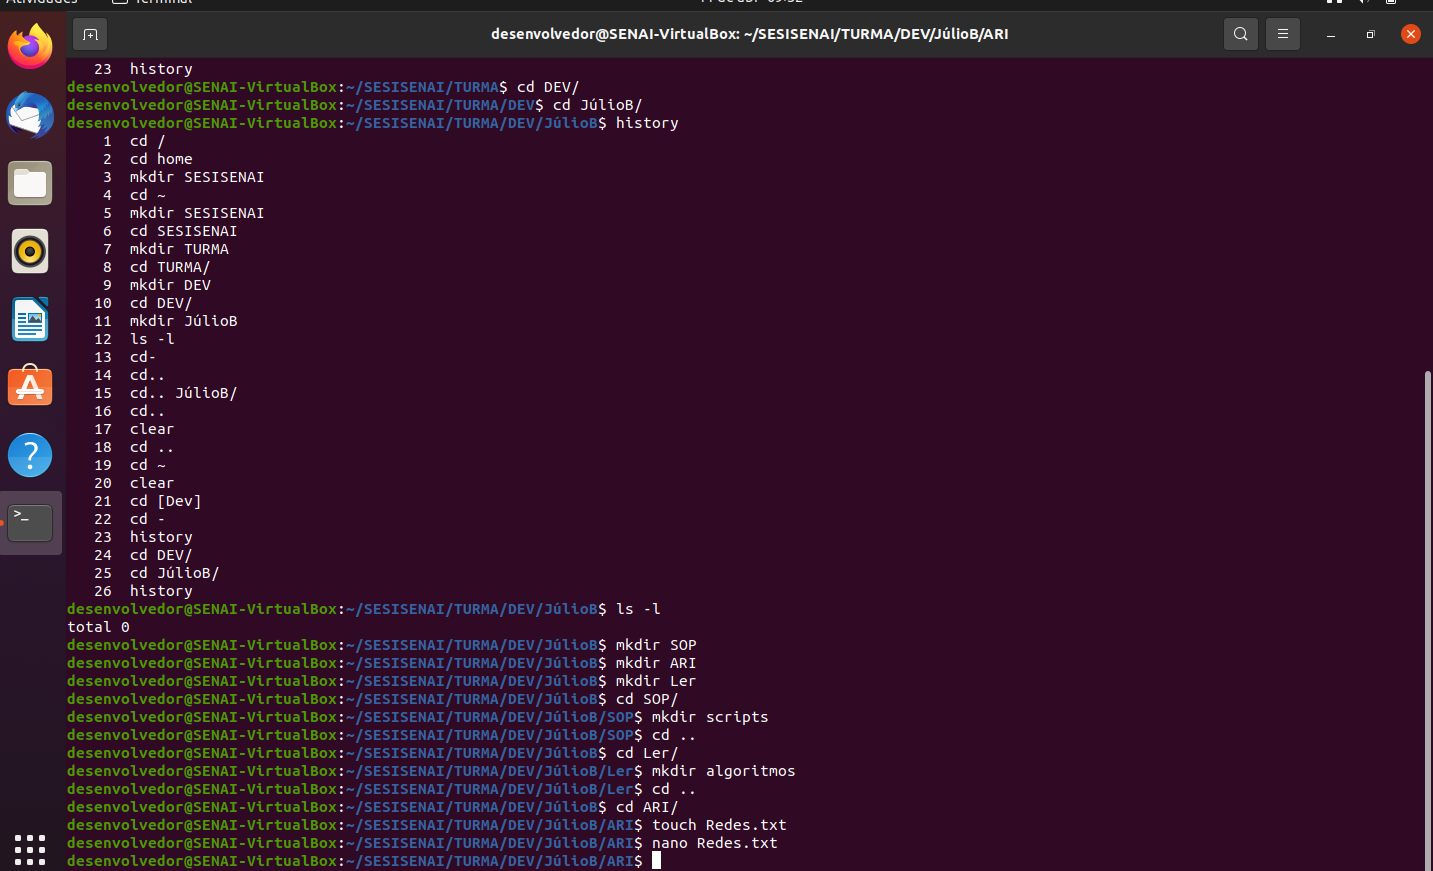 desenvolvedor@SENAI-VirtualBox: ~/SESISENAI/TURMA/DEV/JúlioB/ARI
23 history
desenvolvedor@SENAI-VirtualBox:~/SESISENAI/TURMA$ cd DEV/
desenvolvedor@SENAI-VirtualBox:~/SESISENAI/TURMA/DEV$ cd JúlioB/
desenvolvedor@SENAI-VirtualBox:~/SESISENAI/TURMA/DEV/JúlioB$ history
1 cd /
2 cd home
3 mkdir SESISENAI
4 cd ~
5 mkdir SESISENAI
6 cd SESISENAI
7 mkdir TURMA
8 cd TURMA/
9 mkdir DEV
10 cd DEV/
11 mkdir JúlioB
12 ls -l
13 cd-
14 cd..
15 cd.. JúlioB/
16 cd..
17 clear
18 cd ..
19 cd ~
20 clear
21 cd [Dev]
22 cd -
23 history
24 cd DEV/
25 cd JúlioB/
26 history
desenvolvedor@SENAI-VirtualBox:~/SESISENAI/TURMA/DEV/JúlioB$ ls -l
total 0
desenvolvedor@SENAI-VirtualBox:~/SESISENAI/TURMA/DEV/JúlioB$ mkdir SOP
desenvolvedor@SENAI-VirtualBox:~/SESISENAI/TURMA/DEV/JúlioB$ mkdir ARI
desenvolvedor@SENAI-VirtualBox:~/SESISENAI/TURMA/DEV/JúlioB$ mkdir Ler
desenvolvedor@SENAI-VirtualBox:~/SESISENAI/TURMA/DEV/JúlioB$ cd SOP/
desenvolvedor@SENAI-VirtualBox:~/SESISENAI/TURMA/DEV/JúlioB/SOP$ mkdir scripts
desenvolvedor@SENAI-VirtualBox:~/SESISENAI/TURMA/DEV/JúlioB/SOP$ cd ..
desenvolvedor@SENAI-VirtualBox:~/SESISENAI/TURMA/DEV/JúlioB$ cd Ler/
desenvolvedor@SENAI-VirtualBox:~/SESISENAI/TURMA/DEV/JúlioB/Ler$ mkdir algoritmos
desenvolvedor@SENAI-VirtualBox:~/SESISENAI/TURMA/DEV/JúlioB/Ler$ cd ..
desenvolvedor@SENAI-VirtualBox:~/SESISENAI/TURMA/DEV/JúlioB$ cd ARI/
desenvolvedor@SENAI-VirtualBox:~/SESISENAI/TURMA/DEV/JúlioB/ARI$ touch Redes.txt
desenvolvedor@SENAI-VirtualBox:~/SESISENAI/TURMA/DEV/JúlioB/ARI$ nano Redes.txt
desenvolvedor@SENAI-VirtualBox:~/SESISENAI/TURMA/DEV/JúlioB/ARI$